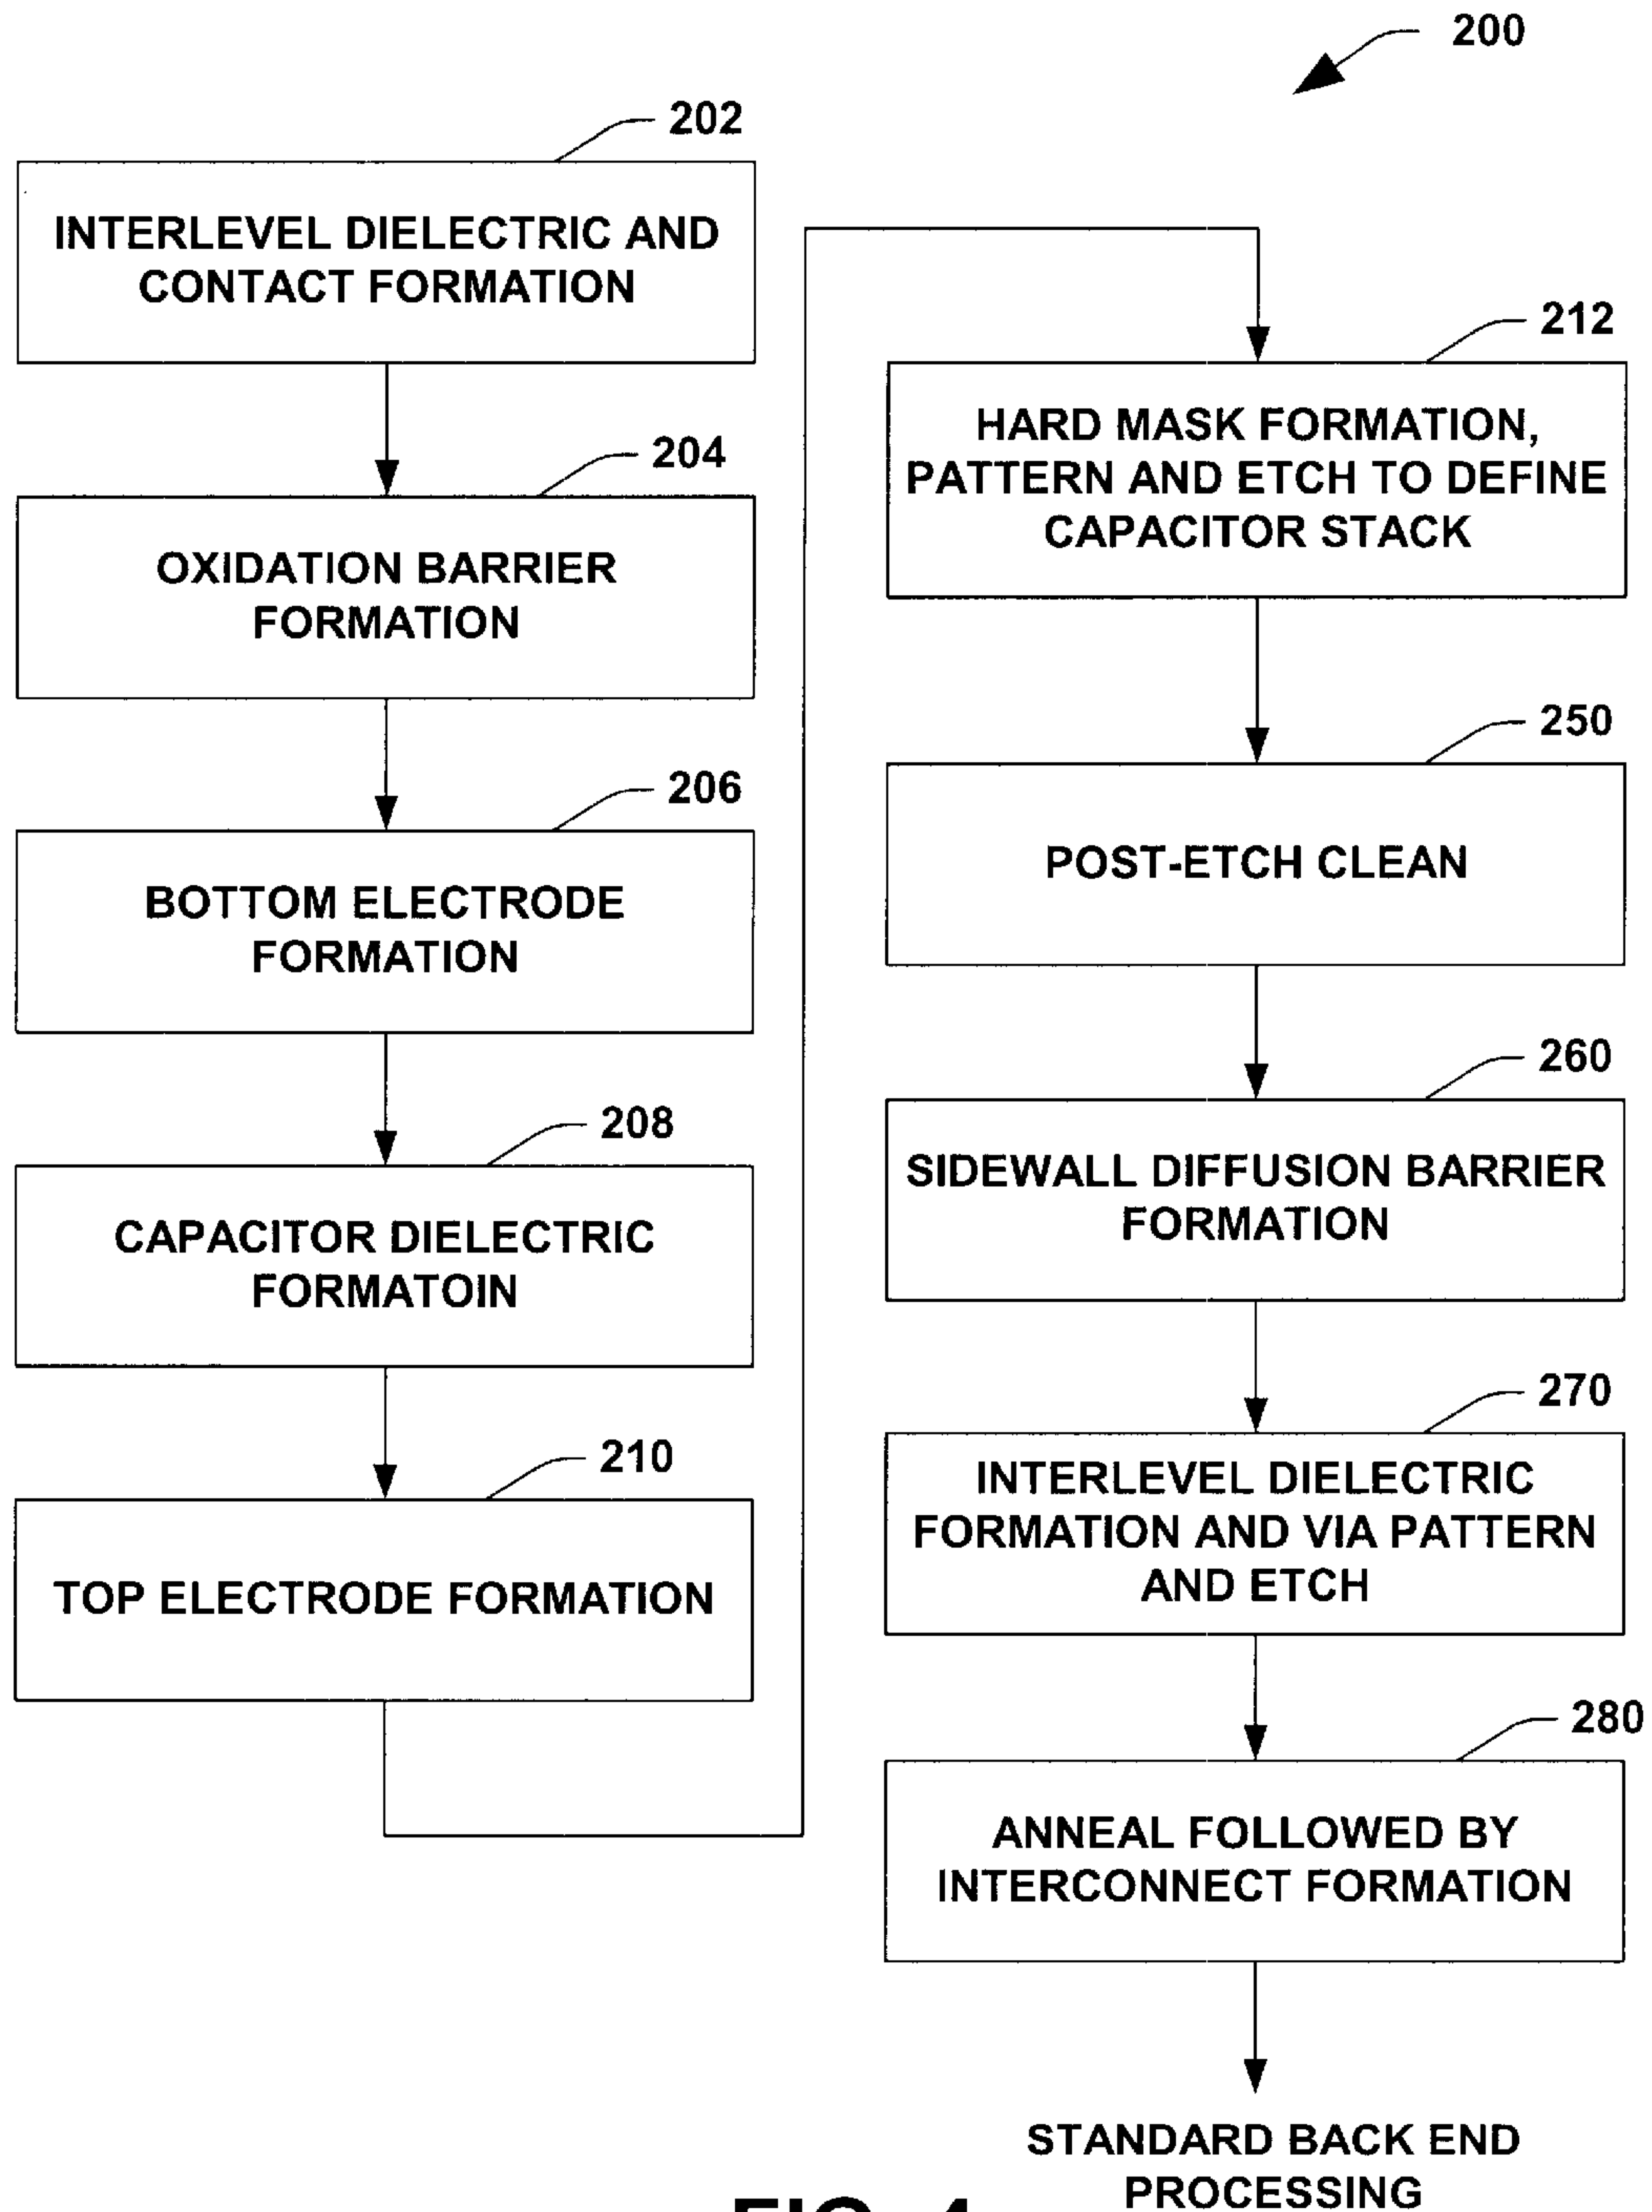 200
202
INTERLEVEL DIELECTRIC AND
CONTACT FORMATION
204
OXIDATION BARRIER
FORMATION
206
BOTTOM ELECTRODE
FORMATION
208
CAPACITOR DIELECTRIC
FORMATOIN
210
TOP ELECTRODE FORMATION
212
HARD MASK FORMATION,
PATTERN AND ETCH TO DEFINE
CAPACITOR STACK
250
POST-ETCH CLEAN
260
SIDEWALL DIFFUSION BARRIER
FORMATION
270
INTERLEVEL DIELECTRIC
FORMATION AND VIA PATTERN
AND ETCH
280
ANNEAL FOLLOWED BY
INTERCONNECT FORMATION
STANDARD BACK END
PROCESSING